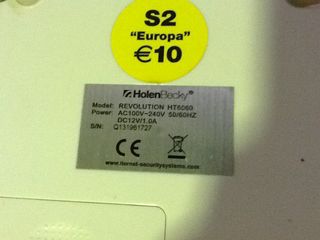 S2
"Europa"
€10
HolenBecky®
Model: REVOLUTION HT6060
Power: AC100V~240V 50/60HZ
DC12V/1.0A
S/N: Q131961727
CE
www.iternet-securitysystems.com